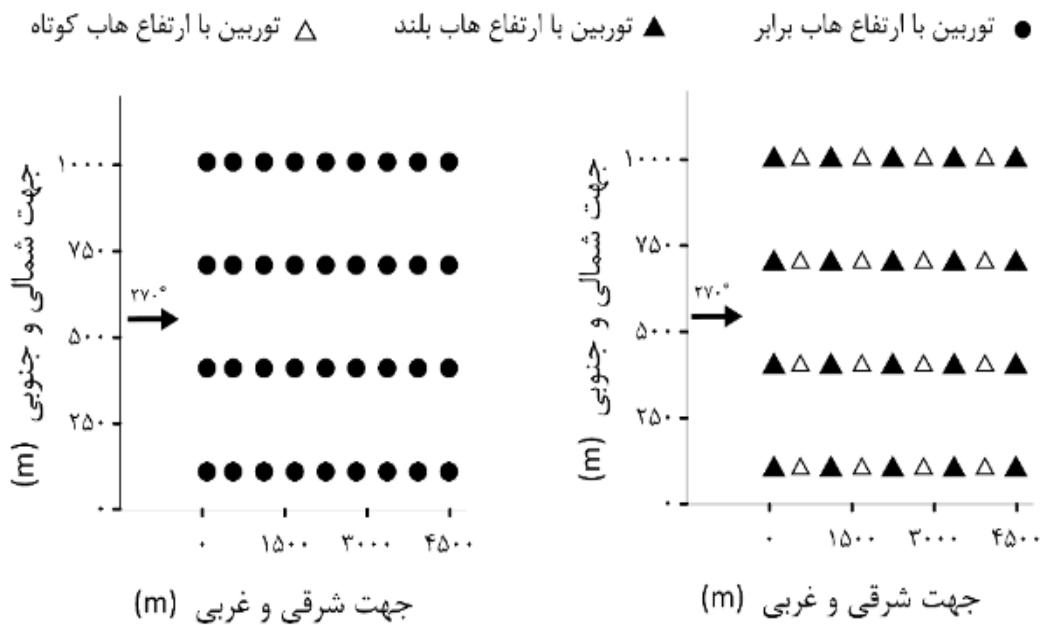 توربین با ارتفاع هاب برابر توربین با ارتفاع هاب بلند توربین با ارتفاع هاب کوتاه
جهت شمالی و جنوبی (m)
۱۰۰۰
۷۵۰
۵۰۰
۲۵۰
۰
۲۷۰°
۰ ۱۵۰۰ ۳۰۰۰ ۴۵۰۰
جهت شرقی و غربی (m)
جهت شمالی و جنوبی (m)
۱۰۰۰
۷۵۰
۵۰۰
۲۵۰
۰
۲۷۰°
۰ ۱۵۰۰ ۳۰۰۰ ۴۵۰۰
جهت شرقی و غربی (m)